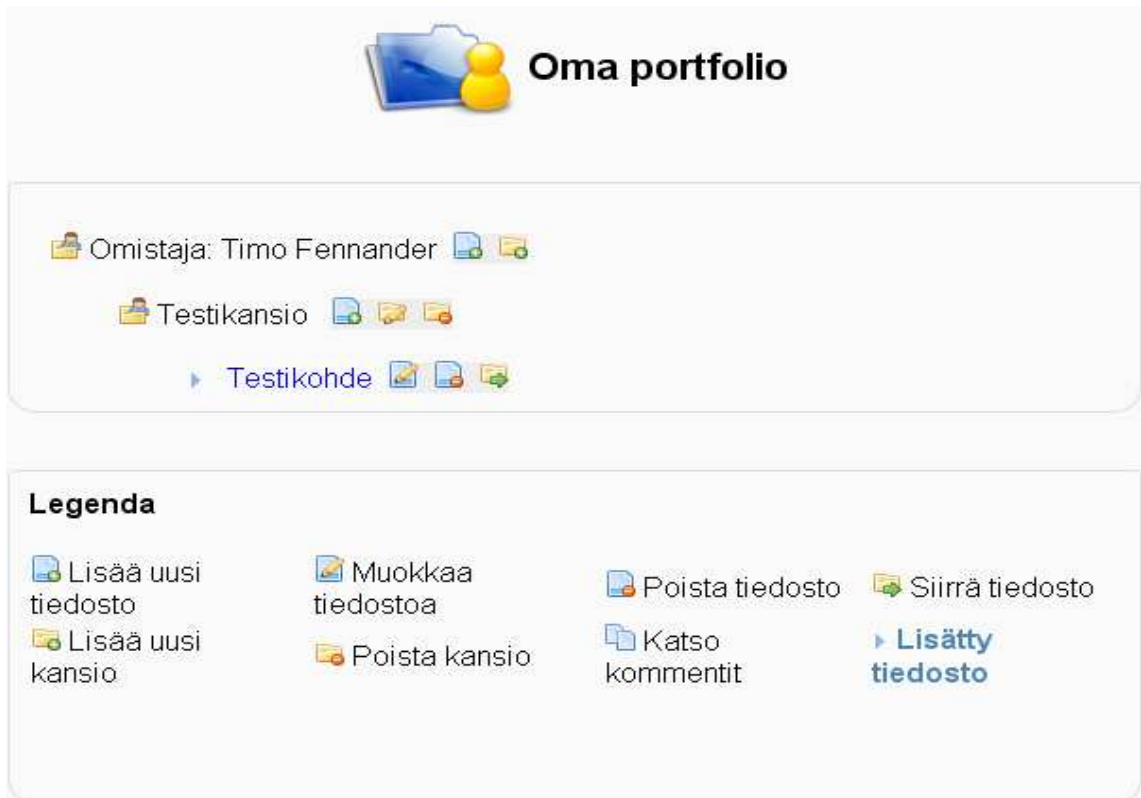 Oma portfolio
Omistaja: Timo Fennander
Testikansio
Testikohde
Legenda
Lisää uusi
tiedosto
Muokkaa
tiedostoa
Poista tiedosto
Siirrä tiedosto
Lisää uusi
kansio
Poista kansio
Katso
kommentit
Lisätty
tiedosto